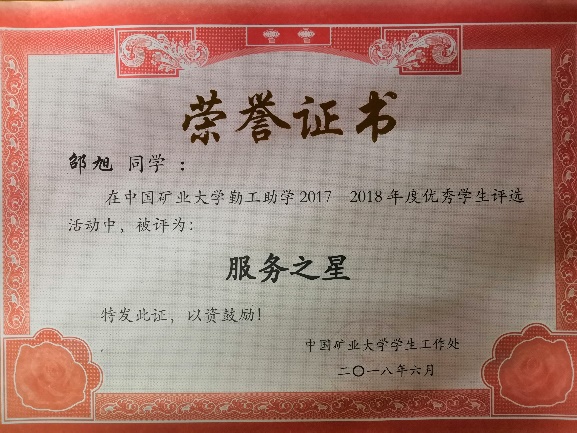 荣誉证书
邵旭 同学：
在中国矿业大学勤工助学2017—2018年度优秀学生评选
活动中，被评为：
服务之星
特发此证，以资鼓励！
中国矿业大学学生工作处
二〇一八年六月